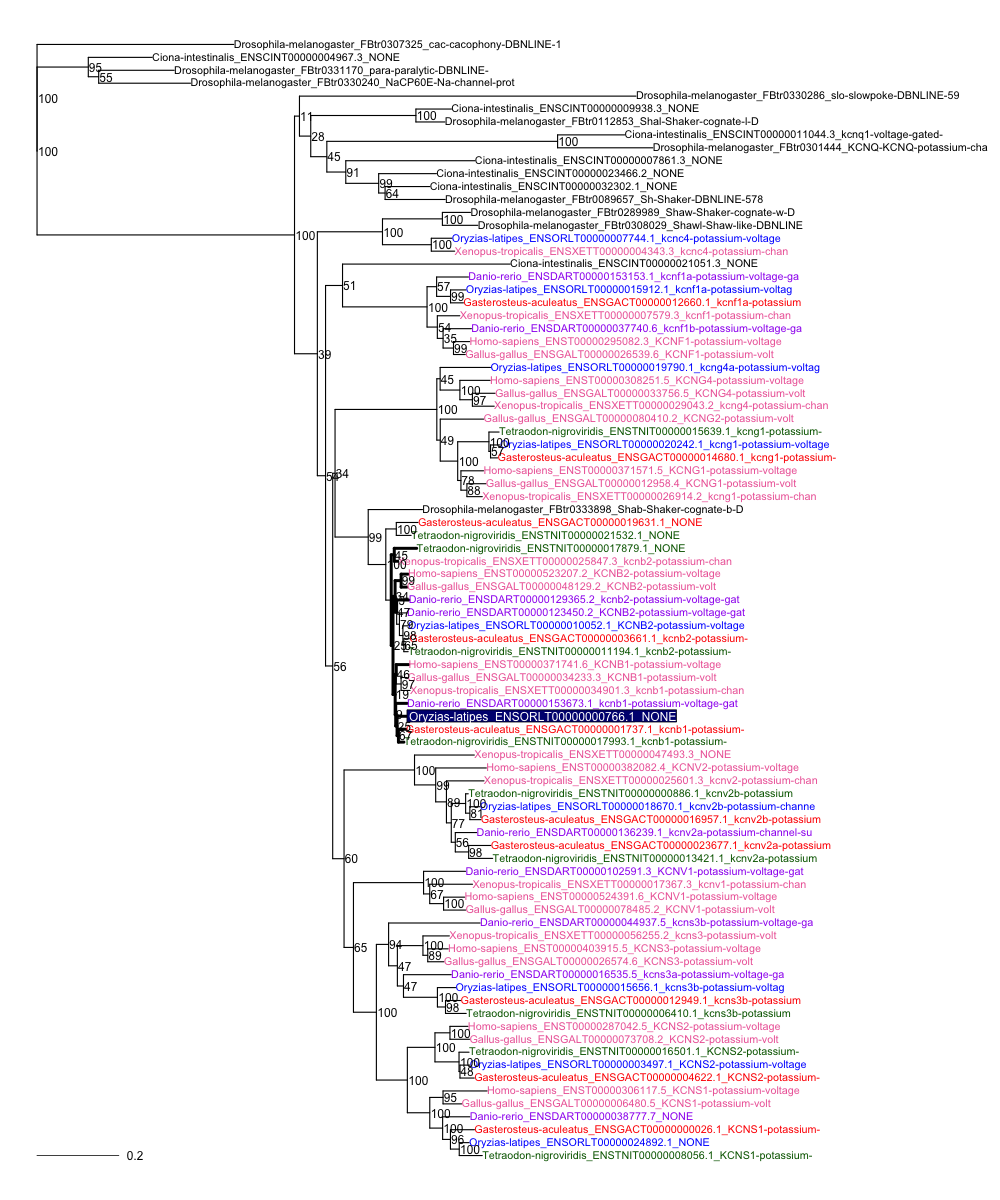 Drosophila-melanogaster_FBtr0307325_cac-cacophony-DBNLINE-1
Ciona-intestinalis_ENSCINT00000004967.3_NONE
95
Drosophila-melanogaster_FBtr0331170_para-paralytic-DBNLINE-
55
Drosophila-melanogaster_FBtr0330240_NaCP60E-Na-channel-prot
100
Drosophila-melanogaster_FBtr0330286_slo-slowpoke-DBNLINE-59
Ciona-intestinalis_ENSCINT00000009938.3_NONE
11
100
Drosophila-melanogaster_FBtr0112853_Shal-Shaker-cognate-l-D
28
Ciona-intestinalis_ENSCINT00000011044.3_kcnq1-voltage-gated-
100
Drosophila-melanogaster_FBtr0301444_KCNQ-KCNQ-potassium-cha
100
45
Ciona-intestinalis_ENSCINT00000007861.3_NONE
91
Ciona-intestinalis_ENSCINT00000023466.2_NONE
99
Ciona-intestinalis_ENSCINT00000032302.1_NONE
64
Drosophila-melanogaster_FBtr0089657_Sh-Shaker-DBNLINE-578
Drosophila-melanogaster_FBtr0289989_Shaw-Shaker-cognate-w-D
100
Drosophila-melanogaster_FBtr0308029_Shawl-Shaw-like-DBNLINE
100
100
Oryzias-latipes_ENSORLT00000007744.1_kcnc4-potassium-voltage
100
Xenopus-tropicalis_ENSXETT00000004343.3_kcnc4-potassium-chan
Ciona-intestinalis_ENSCINT00000021051.3_NONE
Danio-rerio_ENSDART00000153153.1_kcnf1a-potassium-voltage-ga
51
57
Oryzias-latipes_ENSORLT00000015912.1_kcnf1a-potassium-voltag
99
Gasterosteus-aculeatus_ENSGACT00000012660.1_kcnf1a-potassium
100
Xenopus-tropicalis_ENSXETT00000007579.3_kcnf1-potassium-chan
54
Danio-rerio_ENSDART00000037740.6_kcnf1b-potassium-voltage-ga
35
Homo-sapiens_ENST00000295082.3_KCNF1-potassium-voltage
99
Gallus-gallus_ENSGALT00000026539.6_KCNF1-potassium-volt
39
Oryzias-latipes_ENSORLT00000019790.1_kcng4a-potassium-voltag
45
Homo-sapiens_ENST00000308251.5_KCNG4-potassium-voltage
100
Gallus-gallus_ENSGALT00000033756.5_KCNG4-potassium-volt
97
Xenopus-tropicalis_ENSXETT00000029043.2_kcng4-potassium-chan
100
Gallus-gallus_ENSGALT00000080410.2_KCNG2-potassium-volt
Tetraodon-nigroviridis_ENSTNIT00000015639.1_kcng1-potassium-
49
100
Oryzias-latipes_ENSORLT00000020242.1_kcng1-potassium-voltage
57
Gasterosteus-aculeatus_ENSGACT00000014680.1_kcng1-potassium-
100
Homo-sapiens_ENST00000371571.5_KCNG1-potassium-voltage
54
34
78
Gallus-gallus_ENSGALT00000012958.4_KCNG1-potassium-volt
88
Xenopus-tropicalis_ENSXETT00000026914.2_kcng1-potassium-chan
Drosophila-melanogaster_FBtr0333898_Shab-Shaker-cognate-b-D
Gasterosteus-aculeatus_ENSGACT00000019631.1_NONE
99
100
Tetraodon-nigroviridis_ENSTNIT00000021532.1_NONE
Tetraodon-nigroviridis_ENSTNIT00000017879.1_NONE
45
100
Xenopus-tropicalis_ENSXETT00000025847.3_kcnb2-potassium-chan
Homo-sapiens_ENST00000523207.2_KCNB2-potassium-voltage
99
Gallus-gallus_ENSGALT00000048129.2_KCNB2-potassium-volt
34
Danio-rerio_ENSDART00000129365.2_kcnb2-potassium-voltage-gat
47
Danio-rerio_ENSDART00000123450.2_KCNB2-potassium-voltage-gat
79
Oryzias-latipes_ENSORLT00000010052.1_KCNB2-potassium-voltage
98
Gasterosteus-aculeatus_ENSGACT00000003661.1_kcnb2-potassium-
25
65
Tetraodon-nigroviridis_ENSTNIT00000011194.1_kcnb2-potassium-
56
Homo-sapiens_ENST00000371741.6_KCNB1-potassium-voltage
46
Gallus-gallus_ENSGALT00000034233.3_KCNB1-potassium-volt
97
Xenopus-tropicalis_ENSXETT00000034901.3_kcnb1-potassium-chan
19
Danio-rerio_ENSDART00000153673.1_kcnb1-potassium-voltage-gat
Oryzias-latipes_ENSORLT00000000766.1_NONE
Gasterosteus-aculeatus_ENSGACT00000001737.1_kcnb1-potassium-
67
Tetraodon-nigroviridis_ENSTNIT00000017993.1_kcnb1-potassium-
Xenopus-tropicalis_ENSXETT00000047493.3_NONE
100
Homo-sapiens_ENST00000382082.4_KCNV2-potassium-voltage
99
Xenopus-tropicalis_ENSXETT00000025601.3_kcnv2-potassium-chan
Tetraodon-nigroviridis_ENSTNIT00000000886.1_kcnv2b-potassium
89
100
Oryzias-latipes_ENSORLT00000018670.1_kcnv2b-potassium-channe
81
Gasterosteus-aculeatus_ENSGACT00000016957.1_kcnv2b-potassium
77
Danio-rerio_ENSDART00000136239.1_kcnv2a-potassium-channel-su
56
Gasterosteus-aculeatus_ENSGACT00000023677.1_kcnv2a-potassium
98
Tetraodon-nigroviridis_ENSTNIT00000013421.1_kcnv2a-potassium
60
Danio-rerio_ENSDART00000102591.3_KCNV1-potassium-voltage-gat
100
Xenopus-tropicalis_ENSXETT00000017367.3_kcnv1-potassium-chan
67
Homo-sapiens_ENST00000524391.6_KCNV1-potassium-voltage
100
Gallus-gallus_ENSGALT00000078485.2_KCNV1-potassium-volt
Danio-rerio_ENSDART00000044937.5_kcns3b-potassium-voltage-ga
65
94
Xenopus-tropicalis_ENSXETT00000056255.2_kcns3-potassium-volt
100
Homo-sapiens_ENST00000403915.5_KCNS3-potassium-voltage
89
Gallus-gallus_ENSGALT00000026574.6_KCNS3-potassium-volt
47
Danio-rerio_ENSDART00000016535.5_kcns3a-potassium-voltage-ga
47
Oryzias-latipes_ENSORLT00000015656.1_kcns3b-potassium-voltag
100
Gasterosteus-aculeatus_ENSGACT00000012949.1_kcns3b-potassium
98
Tetraodon-nigroviridis_ENSTNIT00000006410.1_kcns3b-potassium
100
Homo-sapiens_ENST00000287042.5_KCNS2-potassium-voltage
100
Gallus-gallus_ENSGALT00000073708.2_KCNS2-potassium-volt
100
Tetraodon-nigroviridis_ENSTNIT00000016501.1_KCNS2-potassium-
100
Oryzias-latipes_ENSORLT00000003497.1_KCNS2-potassium-voltage
48
Gasterosteus-aculeatus_ENSGACT00000004622.1_KCNS2-potassium-
100
Homo-sapiens_ENST00000306117.5_KCNS1-potassium-voltage
95
Gallus-gallus_ENSGALT00000006480.5_KCNS1-potassium-volt
100
Danio-rerio_ENSDART00000038777.7_NONE
100
Gasterosteus-aculeatus_ENSGACT00000000026.1_KCNS1-potassium-
96
Oryzias-latipes_ENSORLT00000024892.1_NONE
100
Tetraodon-nigroviridis_ENSTNIT00000008056.1_KCNS1-potassium-
0.2